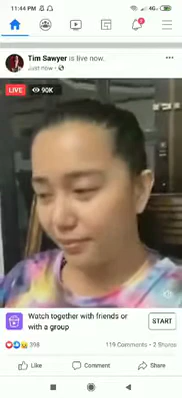 11:44 PM
4G
2
Tim Sawyer is live now.
Just now
LIVE 90K
Watch together with friends or
with a group
START
398
119 Comments • 2 Shares
Like
Comment
Share